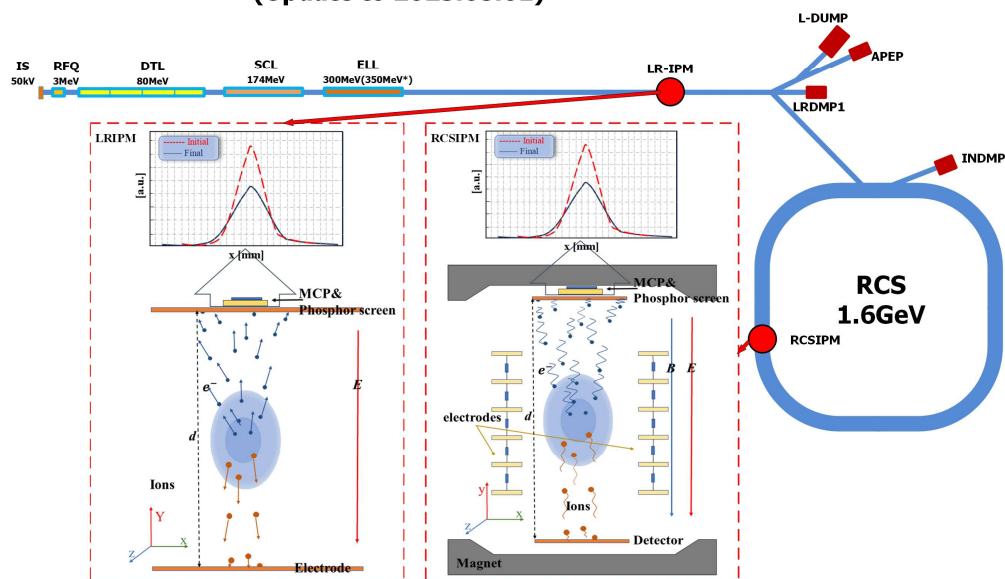 L-DUMP
IS
RFQ
DTL
SCL
ELL
APEP
50kV
3MeV
80MeV
174MeV
300MeV(350MeV*)
LR-IPM
LRDMP1
LRIPM
Initial
Final
[a.u.]
x [mm]
MCP&
Phosphor screen
E
e⁻
d
Ions
Y
x
Z
Electrode
RCSIPM
Initial
Final
[a.u.]
x [mm]
MCP&
Phosphor screen
B
E
e⁻
d
electrodes
Ions
y
x
Z
Detector
Magnet
INDMP
RCS
1.6GeV
RCSIPM